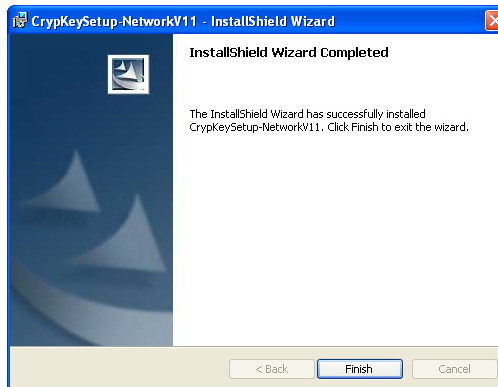 CrypKeySetup-NetworkV11 - InstallShield Wizard
InstallShield Wizard Completed
The InstallShield Wizard has successfully installed
CrypKeySetup-NetworkV11. Click Finish to exit the wizard.
< Back
Finish
Cancel